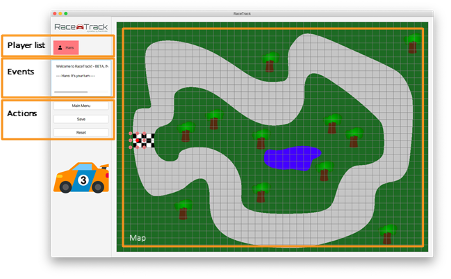 RaceTrack
Race Track
Player list
Hans
Events
Welcome to RaceTrack! - BETA, Pr
--- Hans: It's your turn ---
Actions
Main Menu
Save
Reset
3
Map